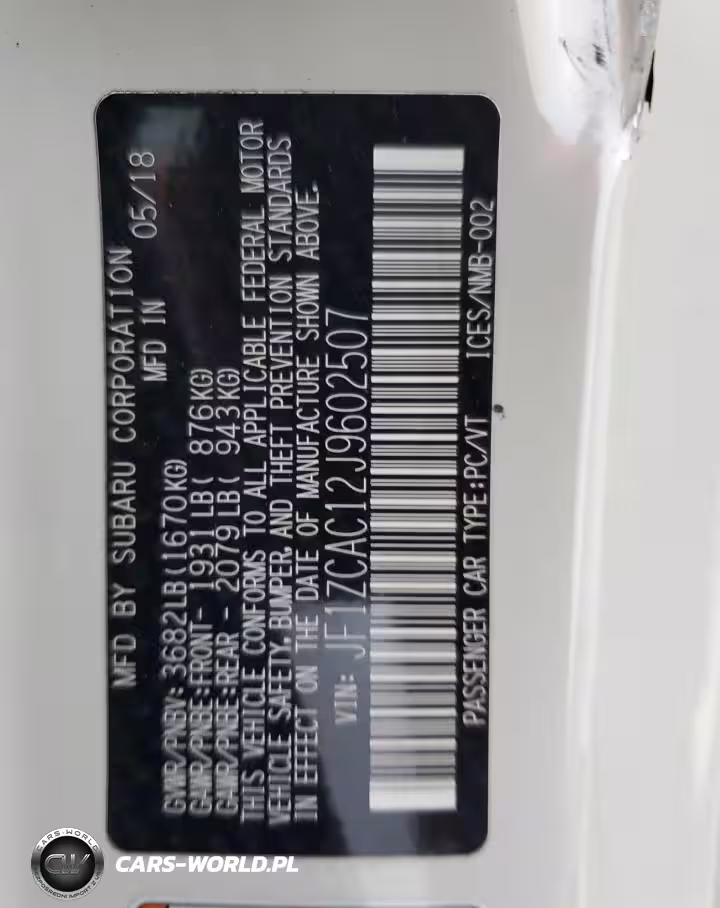 MFD BY SUBARU CORPORATION
MFD IN 05/18
GVWR/PNBV: 3682LB(1670KG)
GAWR/PNBE:FRONT- 1931LB( 876KG)
GAWR/PNBE:REAR - 2079LB( 943KG)
THIS VEHICLE CONFORMS TO ALL APPLICABLE FEDERAL MOTOR
VEHICLE SAFETY, BUMPER, AND THEFT PREVENTION STANDARDS
IN EFFECT ON THE DATE OF MANUFACTURE SHOWN ABOVE.
VIN: JF1ZCAC12J9602507
PASSENGER CAR TYPE:PC/VT ICES/NMB-002
CARS-WORLD
CW
CARS-WORLD.PL